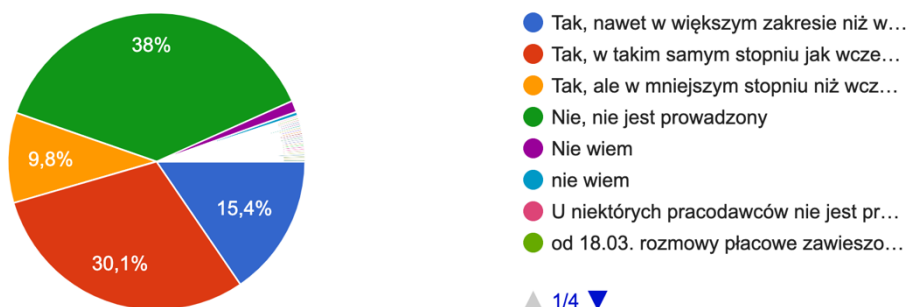 38%
9,8%
15,4%
30,1%
Tak, nawet w większym zakresie niż w…
Tak, w takim samym stopniu jak wcze…
Tak, ale w mniejszym stopniu niż wcz…
Nie, nie jest prowadzony
Nie wiem
nie wiem
U niektórych pracodawców nie jest pr…
od 18.03. rozmowy płacowe zawieszo…
1/4